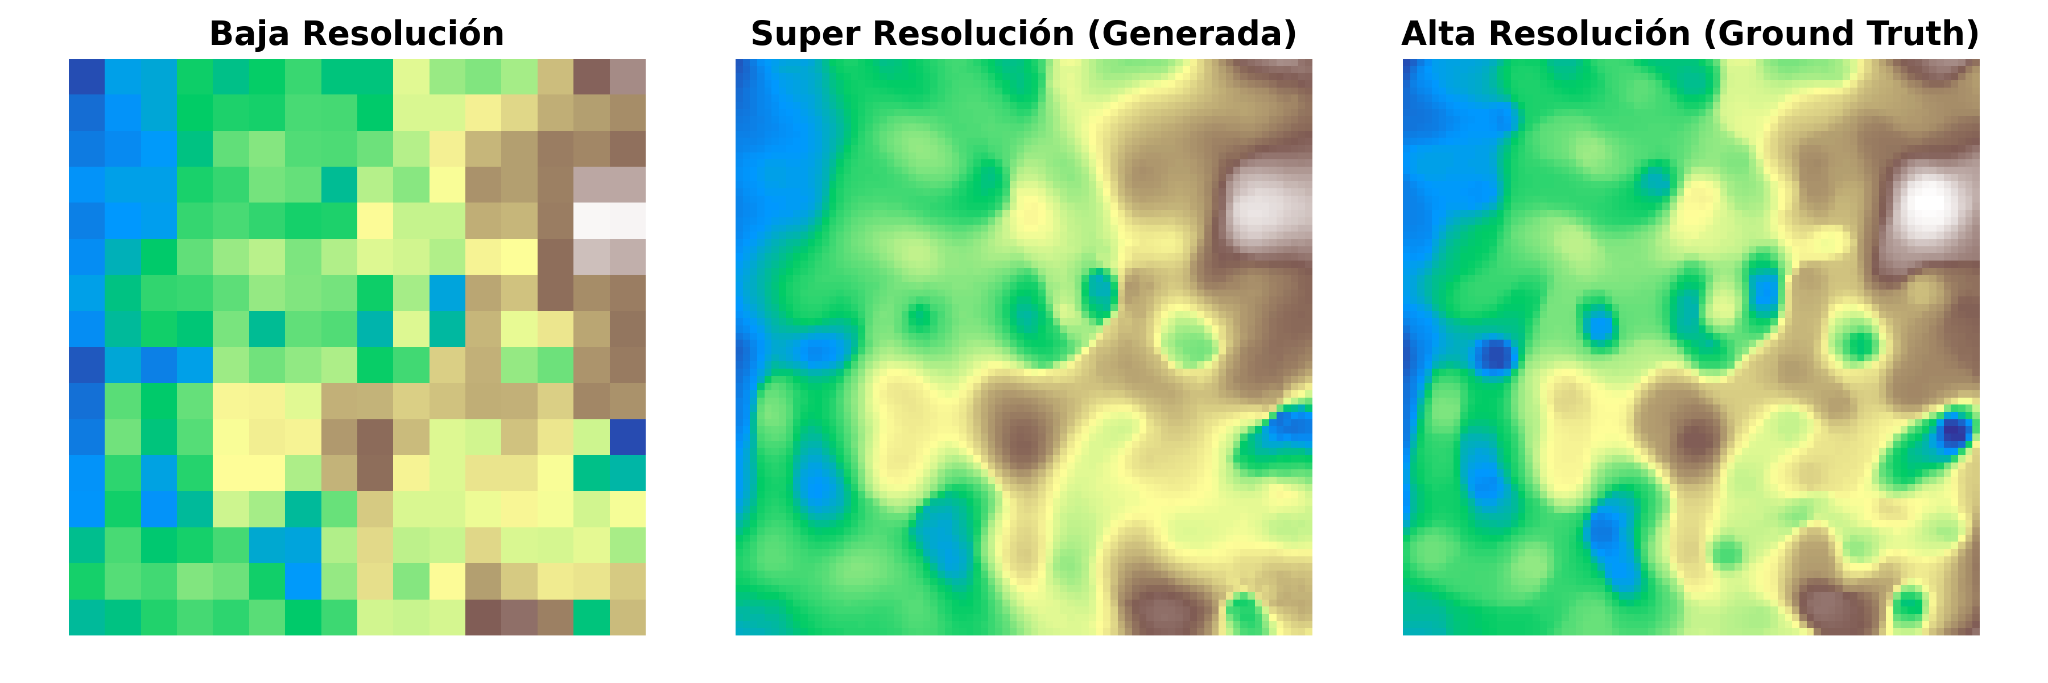 Baja Resolución
Super Resolución (Generada)
Alta Resolución (Ground Truth)